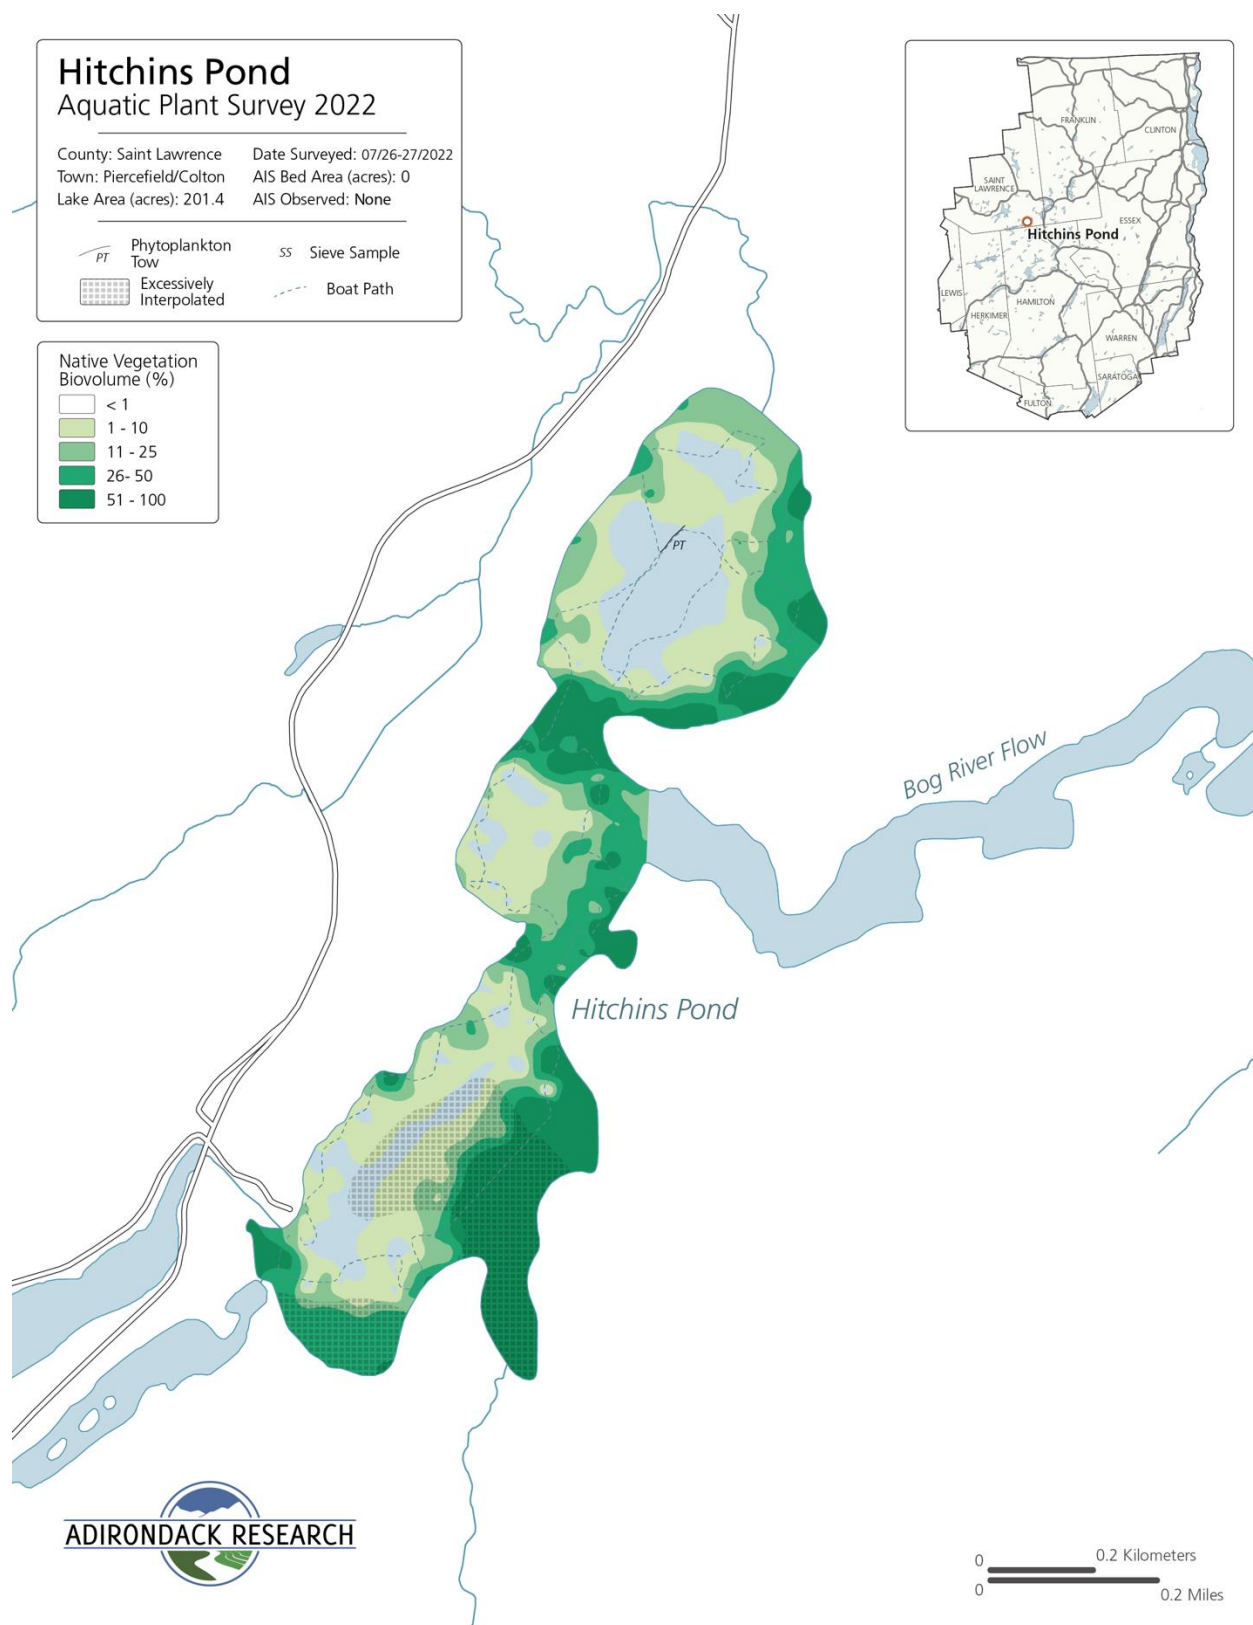 Hitchins Pond
Aquatic Plant Survey 2022
County: Saint Lawrence
Town: Piercefield/Colton
Lake Area (acres): 201.4
Date Surveyed: 07/26-27/2022
AIS Bed Area (acres): 0
AIS Observed: None
PT
Phytoplankton
Tow
SS
Sieve Sample
Excessively
Interpolated
Boat Path
Native Vegetation
Biovolume (%)
< 1
1 - 10
11 - 25
26- 50
51 - 100
FRANKLIN
CLINTON
SAINT
LAWRENCE
ESSEX
Hitchins Pond
LEWIS
HAMILTON
HERKIMER
WARREN
SARATOGA
FULTON
PT
Bog River Flow
Hitchins Pond
ADIRONDACK RESEARCH
0
0.2 Kilometers
0
0.2 Miles